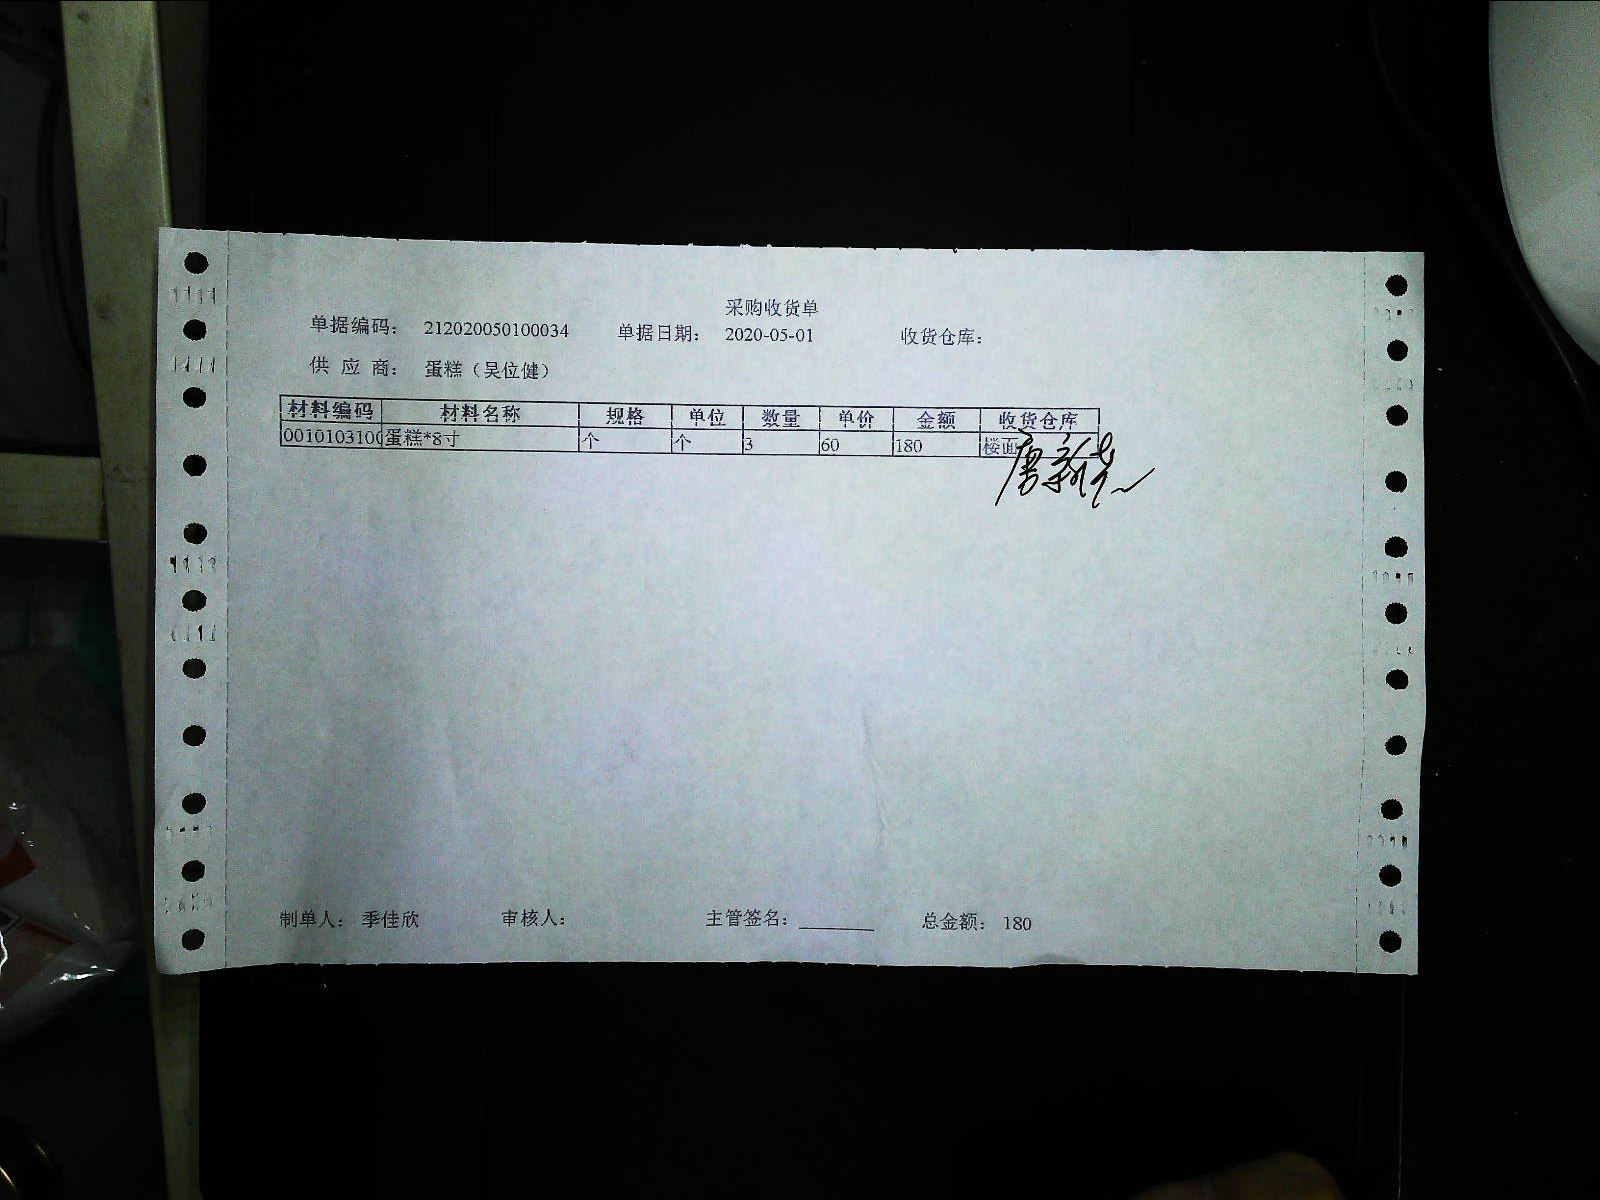 采购收货单
单据编码： 212020050100034 单据日期： 2020-05-01 收货仓库：
供 应 商： 蛋糕（吴位健）
材料编码 材料名称 规格 单位 数量 单价 金额 收货仓库
0010103100 蛋糕*8寸 个 个 3 60 180 楼面
制单人： 季佳欣 审核人： 主管签名： 总金额： 180